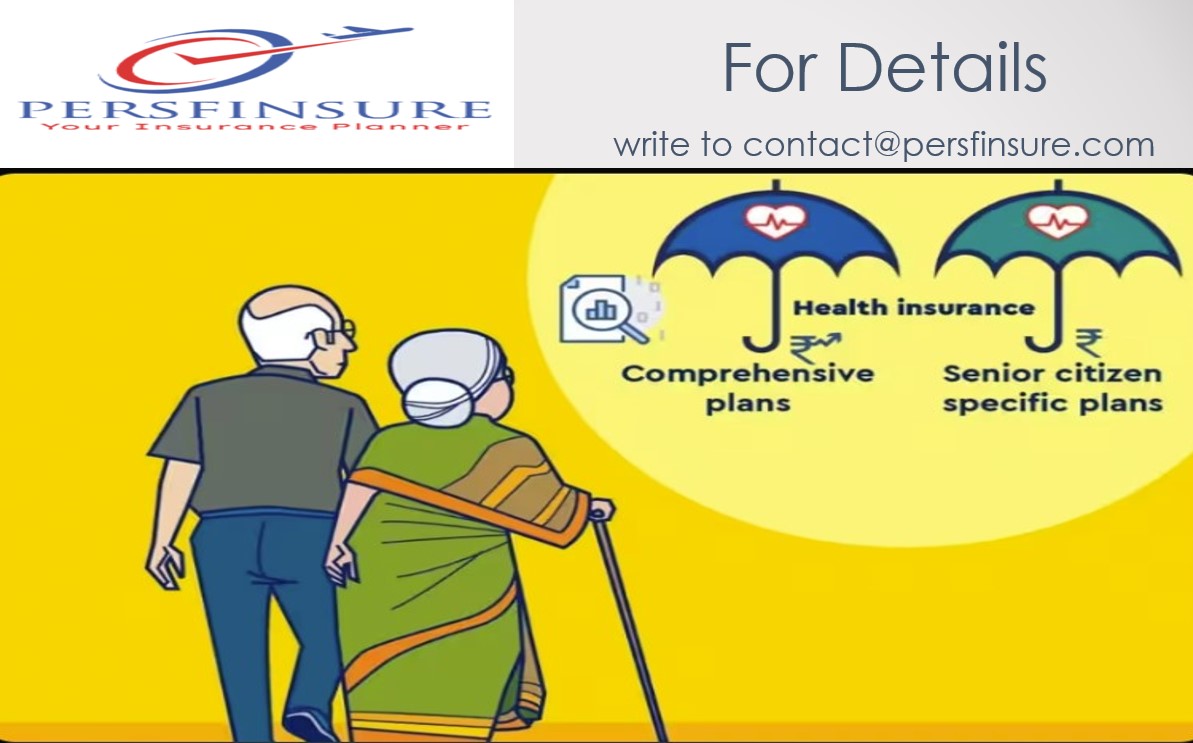 PERSFINSURE
Your Insurance Planner
For Details
write to contact@persfinsure.com
Health insurance
₹
₹
Comprehensive
plans
Senior citizen
specific plans